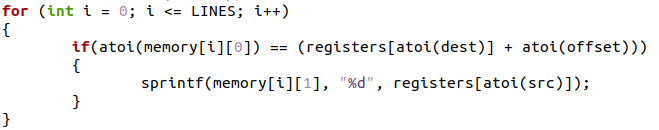 for (int i = 0; i <= LINES; i++)
{
        if(atoi(memory[i][0]) == (registers[atoi(dest)] + atoi(offset)))
        {
                sprintf(memory[i][1], "%d", registers[atoi(src)]);
        }
}